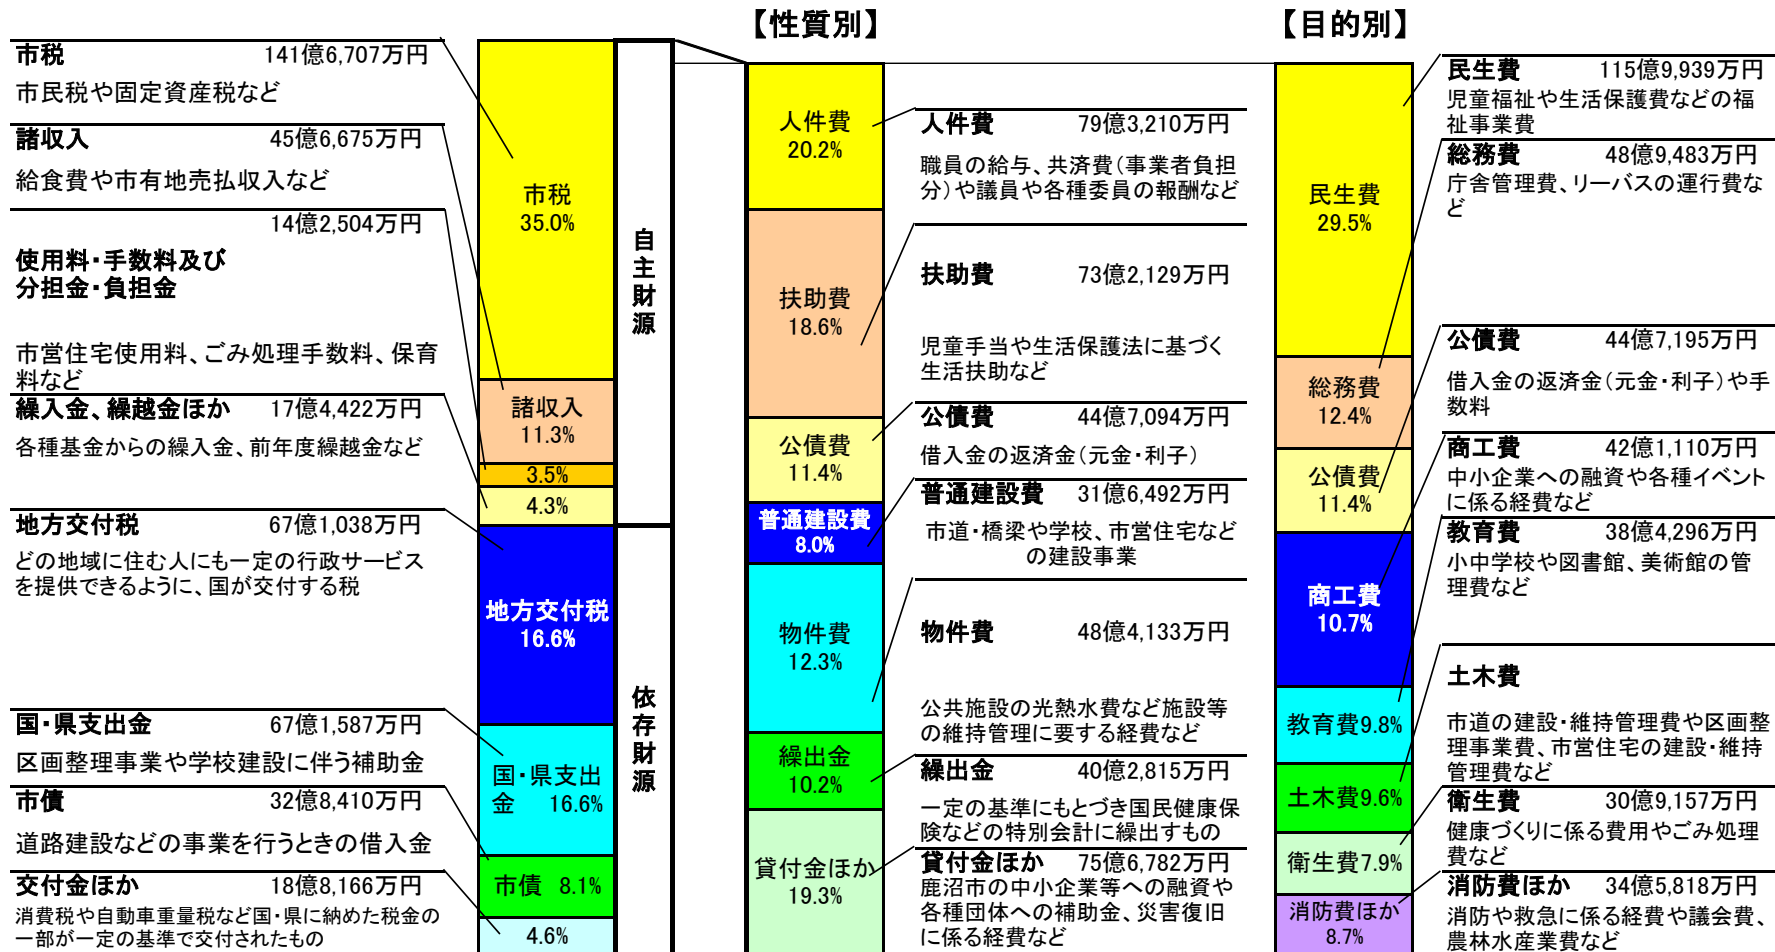 【性質別】
【目的別】
市税 141億6,707万円
市民税や固定資産税など
諸収入 45億6,675万円
給食費や市有地売払収入など
14億2,504万円
使用料・手数料及び
分担金・負担金
市営住宅使用料、ごみ処理手数料、保育
料など
繰入金、繰越金ほか 17億4,422万円
各種基金からの繰入金、前年度繰越金など
地方交付税 67億1,038万円
どの地域に住む人にも一定の行政サービス
を提供できるように、国が交付する税
国・県支出金 67億1,587万円
区画整理事業や学校建設に伴う補助金
市債 32億8,410万円
道路建設などの事業を行うときの借入金
交付金ほか 18億8,166万円
消費税や自動車重量税など国・県に納めた税金の
一部が一定の基準で交付されたもの
市税
35.0%
諸収入
11.3%
3.5%
4.3%
地方交付税
16.6%
国・県支出
金 16.6%
市債 8.1%
4.6%
自主財源
依存財源
人件費
20.2%
扶助費
18.6%
公債費
11.4%
普通建設費
8.0%
物件費
12.3%
繰出金
10.2%
貸付金ほか
19.3%
人件費 79億3,210万円
職員の給与、共済費(事業者負担
分)や議員や各種委員の報酬など
扶助費 73億2,129万円
児童手当や生活保護法に基づく
生活扶助など
公債費 44億7,094万円
借入金の返済金(元金・利子)
普通建設費 31億6,492万円
市道・橋梁や学校、市営住宅など
の建設事業
物件費 48億4,133万円
公共施設の光熱水費など施設等
の維持管理に要する経費など
繰出金 40億2,815万円
一定の基準にもとづき国民健康保
険などの特別会計に繰出すもの
貸付金ほか 75億6,782万円
鹿沼市の中小企業等への融資や
各種団体への補助金、災害復旧
に係る経費など
民生費
29.5%
総務費
12.4%
公債費
11.4%
商工費
10.7%
教育費9.8%
土木費9.6%
衛生費7.9%
消防費ほか
8.7%
民生費 115億9,939万円
児童福祉や生活保護費などの福
祉事業費
総務費 48億9,483万円
庁舎管理費、リーバスの運行費な
ど
公債費 44億7,195万円
借入金の返済金(元金・利子)や手
数料
商工費 42億1,110万円
中小企業への融資や各種イベント
に係る経費など
教育費 38億4,296万円
小中学校や図書館、美術館の管
理費など
土木費
市道の建設・維持管理費や区画整
理事業費、市営住宅の建設・維持
管理費など
衛生費 30億9,157万円
健康づくりに係る費用やごみ処理
費など
消防費ほか 34億5,818万円
消防や救急に係る経費や議会費、
農林水産業費など